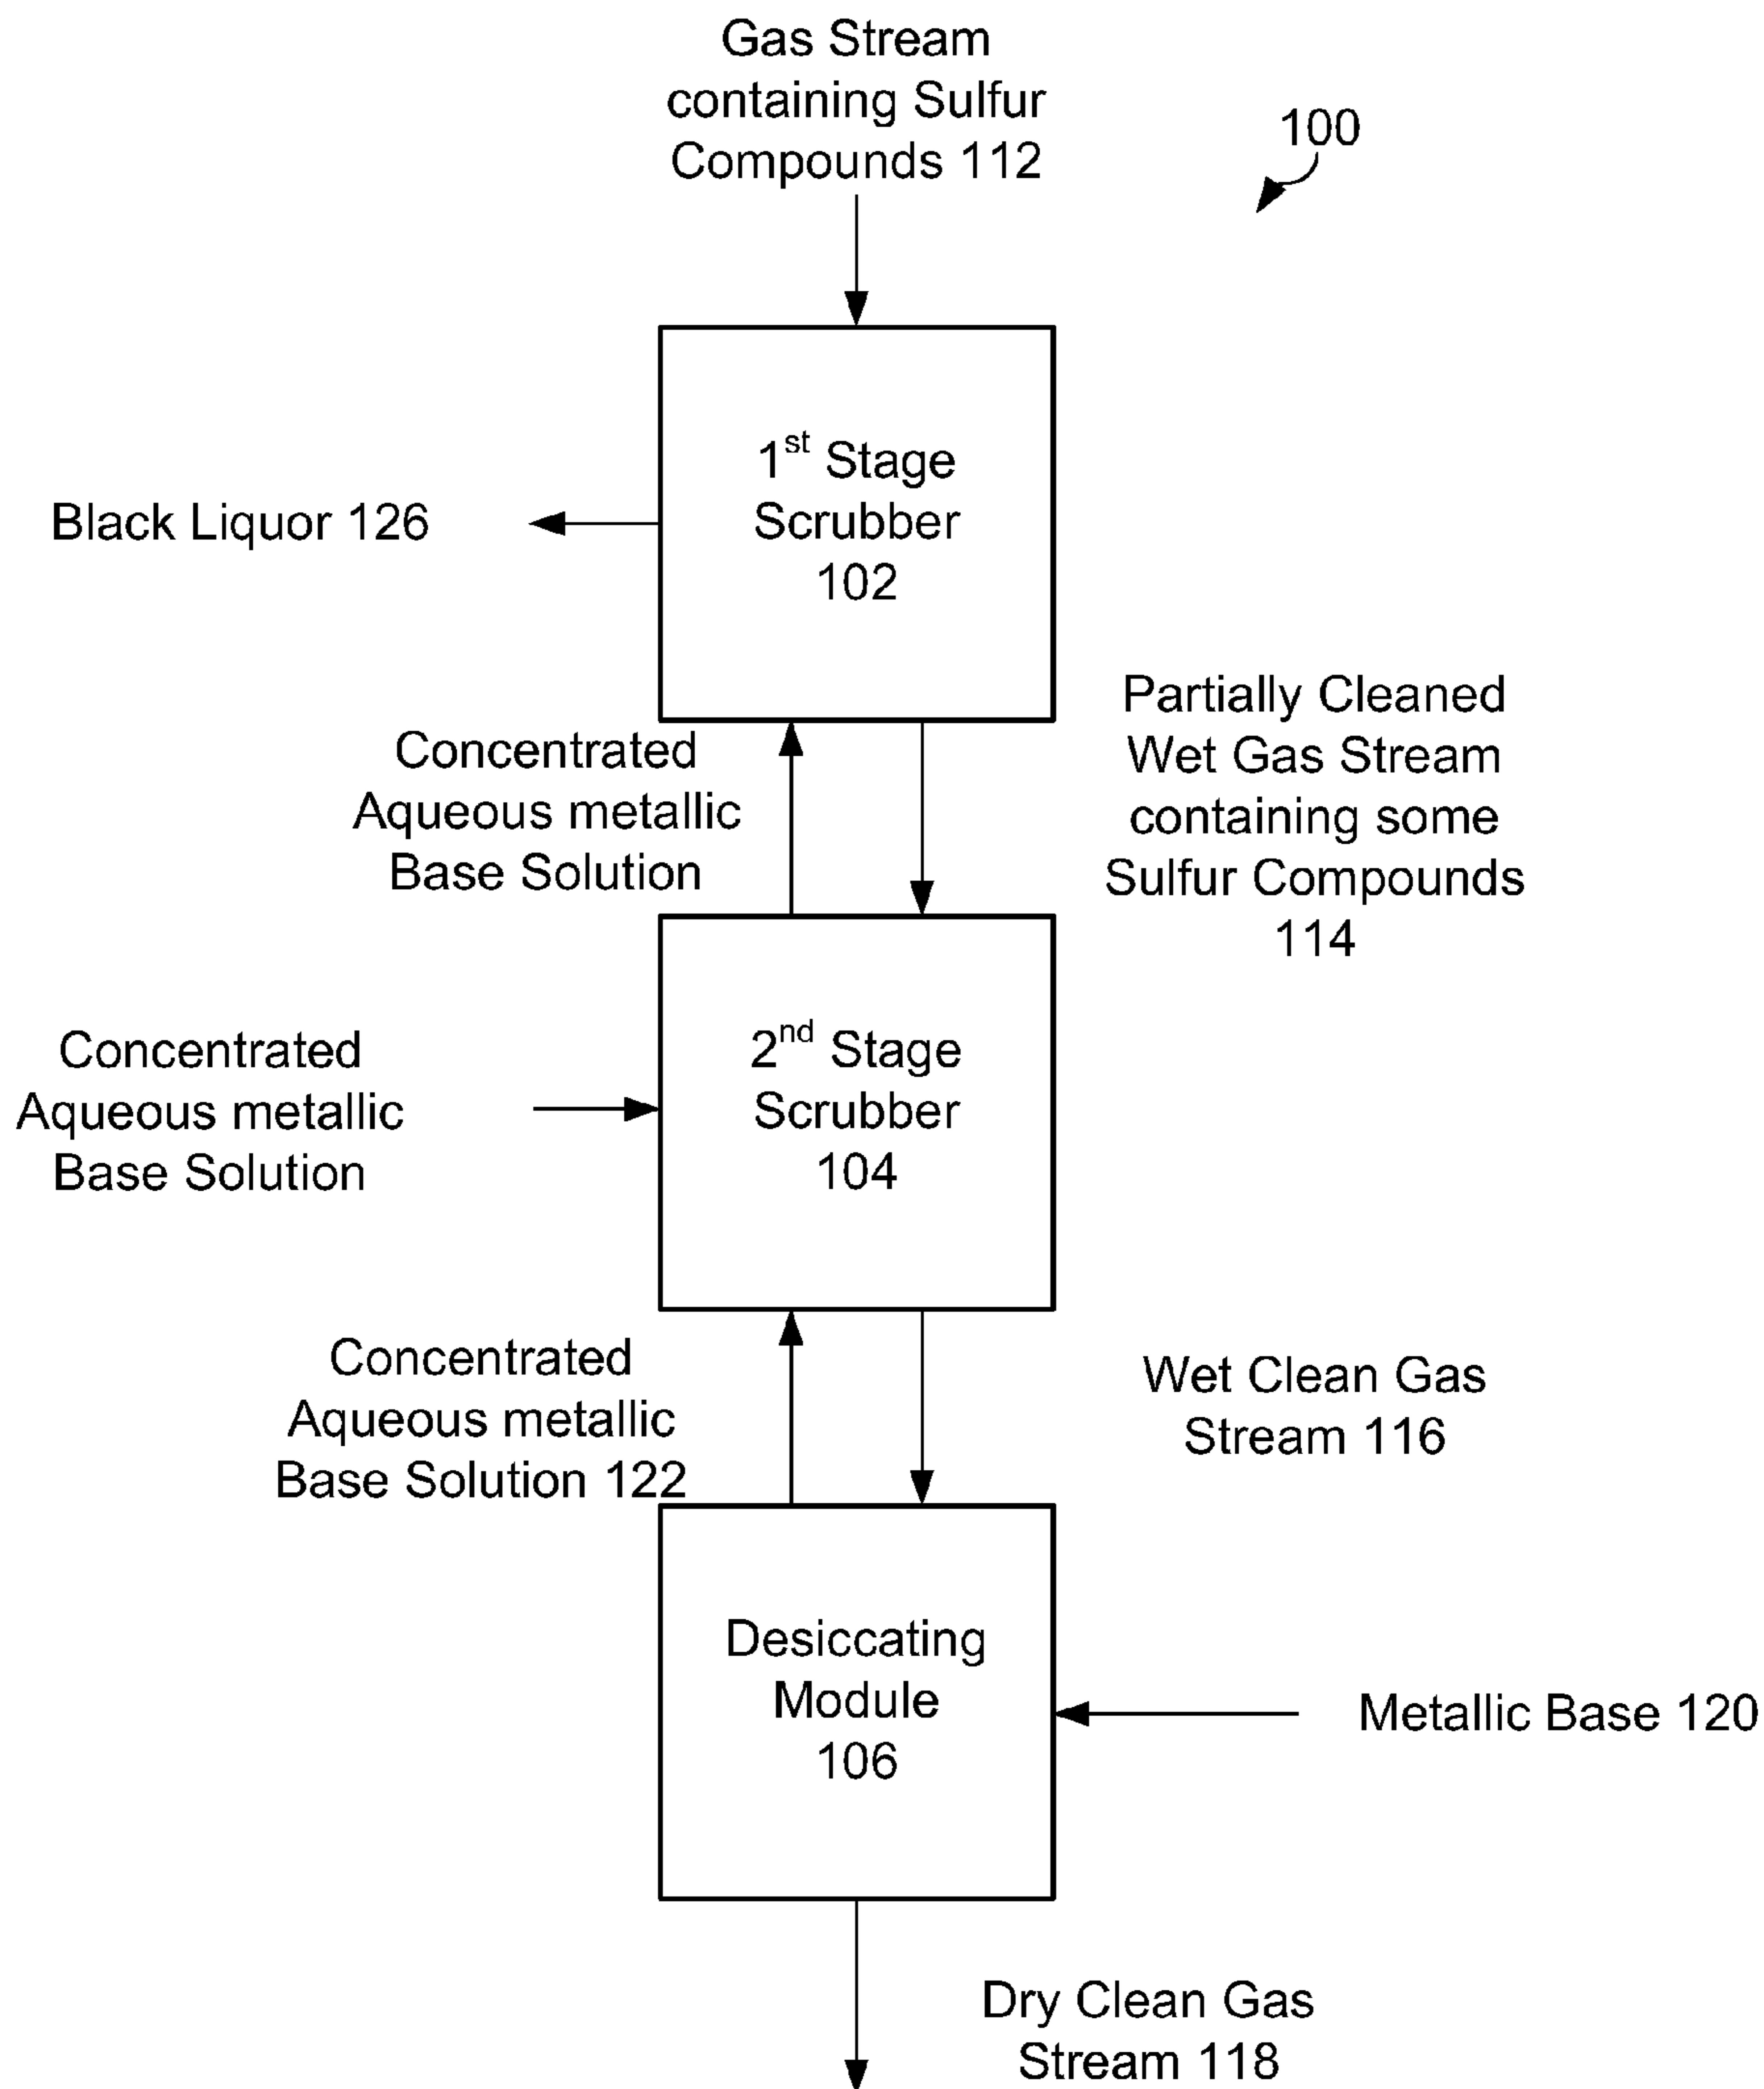 Gas Stream
containing Sulfur
Compounds 112
100
1st Stage
Scrubber
102
Black Liquor 126
Concentrated
Aqueous metallic
Base Solution
Partially Cleaned
Wet Gas Stream
containing some
Sulfur Compounds
114
Concentrated
Aqueous metallic
Base Solution
2nd Stage
Scrubber
104
Concentrated
Aqueous metallic
Base Solution 122
Wet Clean Gas
Stream 116
Desiccating
Module
106
Metallic Base 120
Dry Clean Gas
Stream 118